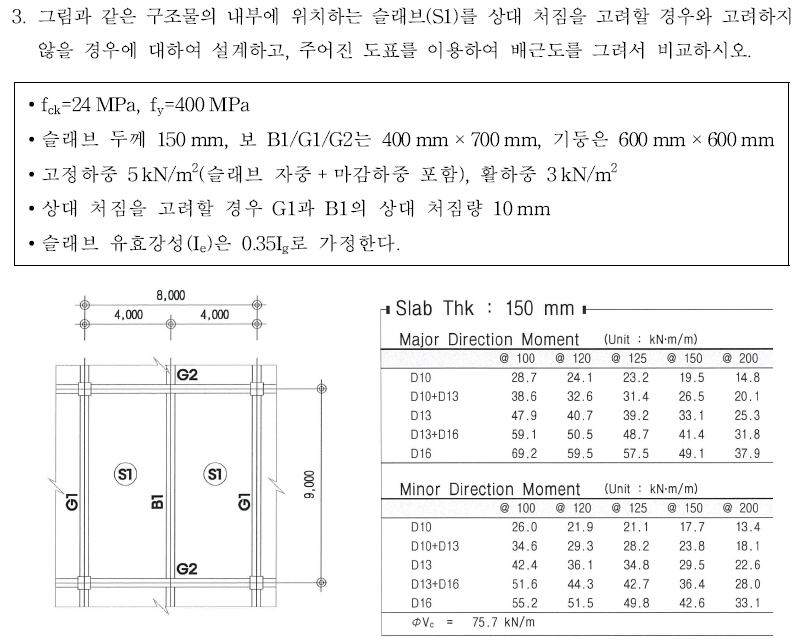 3. 그림과 같은 구조물의 내부에 위치하는 슬래브(S1)를 상대 처짐을 고려할 경우와 고려하지
않을 경우에 대하여 설계하고, 주어진 도표를 이용하여 배근도를 그려서 비교하시오.
• fck=24 MPa, fy=400 MPa
• 슬래브 두께 150 mm, 보 B1/G1/G2는 400 mm × 700 mm, 기둥은 600 mm × 600 mm
• 고정하중 5 kN/m²(슬래브 자중 + 마감하중 포함), 활하중 3 kN/m²
• 상대 처짐을 고려할 경우 G1과 B1의 상대 처짐량 10 mm
• 슬래브 유효강성(Ie)은 0.35Ig로 가정한다.
8,000
4,000 4,000
G2
S1 S1
G1 B1 G1
9,000
G2
Slab Thk : 150 mm
Major Direction Moment (Unit : kN·m/m)
@ 100 @ 120 @ 125 @ 150 @ 200
D10 28.7 24.1 23.2 19.5 14.8
D10+D13 38.6 32.6 31.4 26.5 20.1
D13 47.9 40.7 39.2 33.1 25.3
D13+D16 59.1 50.5 48.7 41.4 31.8
D16 69.2 59.5 57.5 49.1 37.9
Minor Direction Moment (Unit : kN·m/m)
@ 100 @ 120 @ 125 @ 150 @ 200
D10 26.0 21.9 21.1 17.7 13.4
D10+D13 34.6 29.3 28.2 23.8 18.1
D13 42.4 36.1 34.8 29.5 22.6
D13+D16 51.6 44.3 42.7 36.4 28.0
D16 55.2 51.5 49.8 42.6 33.1
ΦVc = 75.7 kN/m